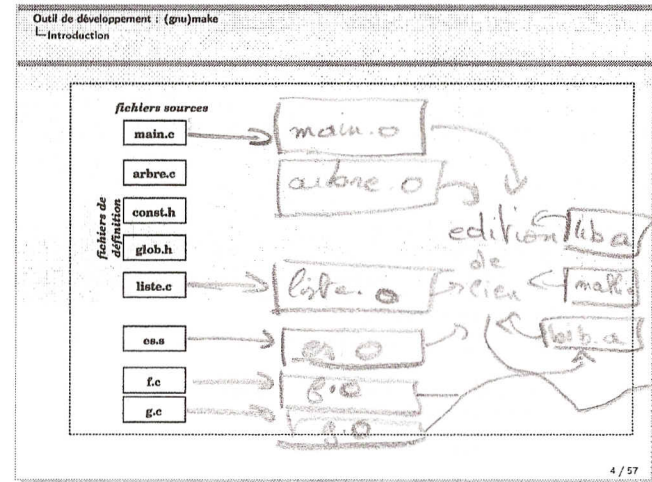 Outil de développement : (gnu)make
Introduction
fichiers sources
main.c
main.o
arbre.c
arbre.o
fichiers de
définition
const.h
glob.h
edition
lib.a
de
lien
liste.c
liste.o
es.s
es.o
f.c
f.o
g.c
g.o
4 / 57